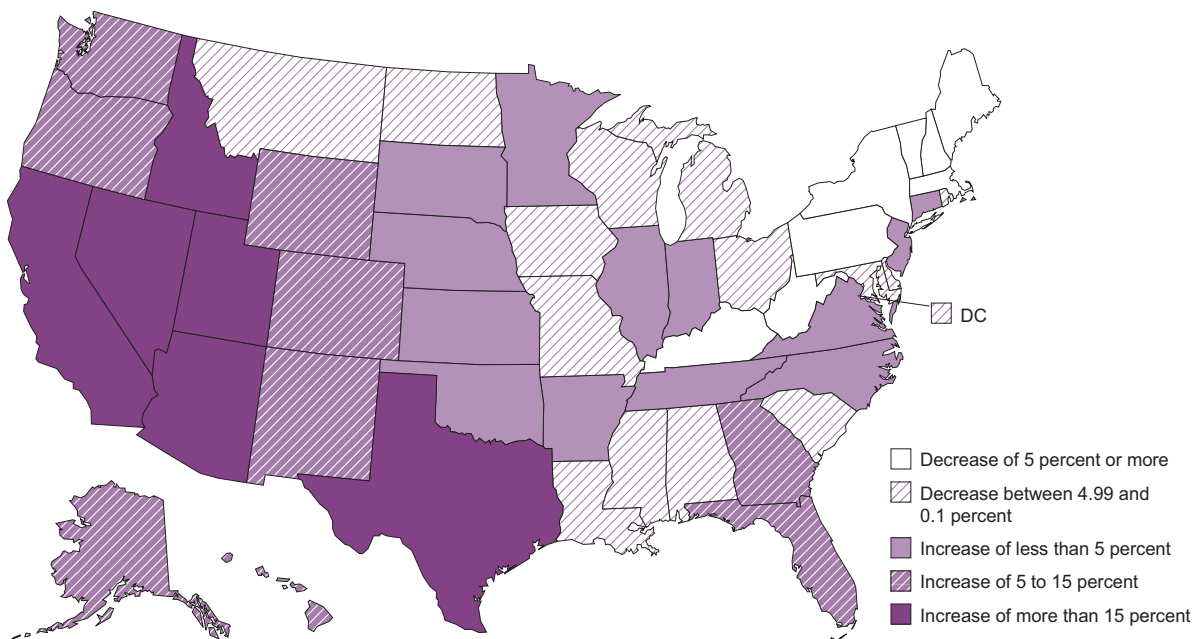 DC
Decrease of 5 percent or more
Decrease between 4.99 and
0.1 percent
Increase of less than 5 percent
Increase of 5 to 15 percent
Increase of more than 15 percent